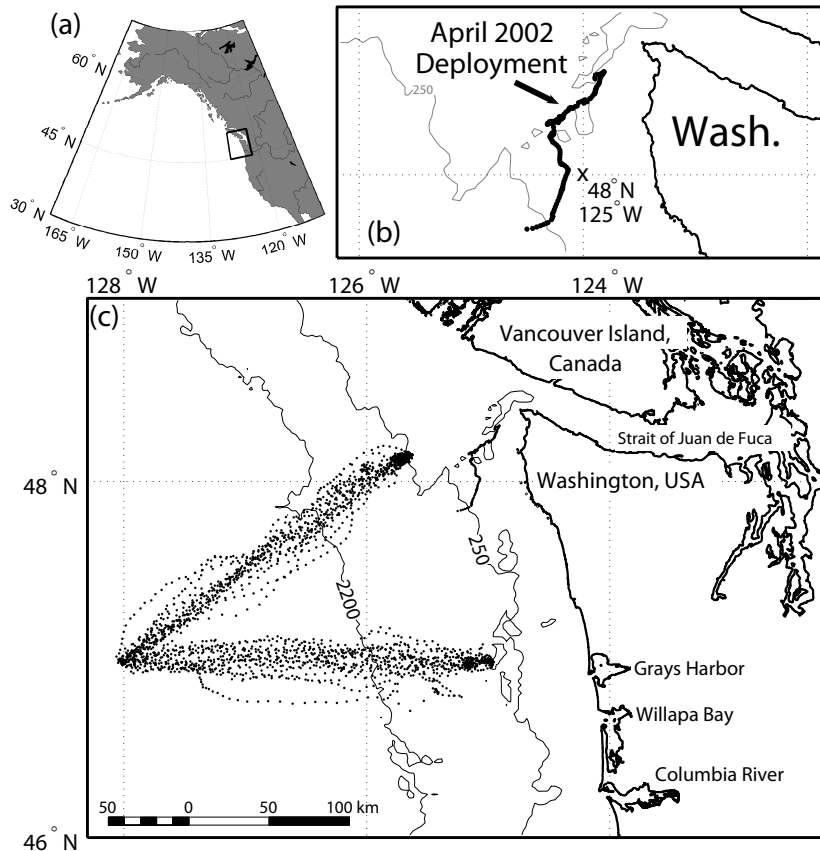 (a)
60° N
45° N
30° N
165° W
150° W
135° W
120° W
April 2002
Deployment
250
Wash.
x
48° N
125° W
(b)
128° W
126° W
124° W
(c)
Vancouver Island,
Canada
Strait of Juan de Fuca
48° N
Washington, USA
250
2200
Grays Harbor
Willapa Bay
Columbia River
50 0 50 100 km
46° N